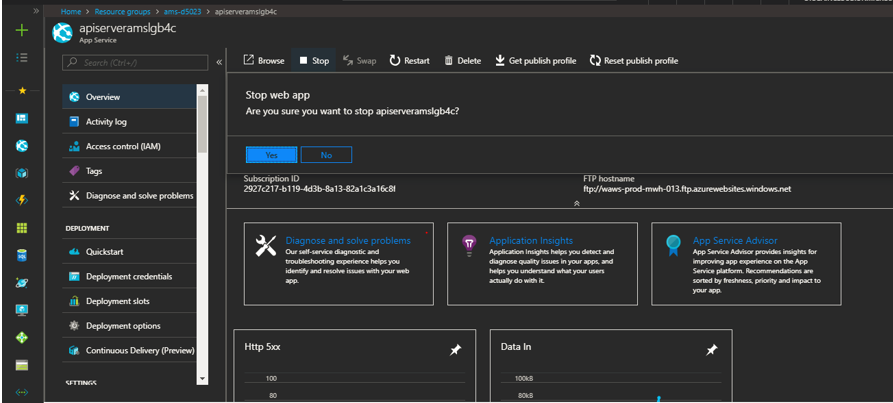 Home > Resource groups > ams-d5023 > apiserveramslgb4c
apiserveramslgb4c
App Service
Search (Ctrl+/)
Overview
Activity log
Access control (IAM)
Tags
Diagnose and solve problems
DEPLOYMENT
Quickstart
Deployment credentials
Deployment slots
Deployment options
Continuous Delivery (Preview)
SETTINGS
Browse Stop Swap Restart Delete Get publish profile Reset publish profile
Stop web app
Are you sure you want to stop apiserveramslgb4c?
Yes No
Subscription ID
2927c217-b119-4d3b-8a13-82a1c3a16c8f
FTP hostname
ftp://waws-prod-mwh-013.ftp.azurewebsites.windows.net
Diagnose and solve problems
Our self-service diagnostic and
troubleshooting experience helps you
identify and resolve issues with your web
app.
Application Insights
Application Insights helps you detect and
diagnose quality issues in your apps, and
helps you understand what your users
actually do with it.
App Service Advisor
App Service Advisor provides insights for
improving app experience on the App
Service platform. Recommendations are
sorted by freshness, priority and impact to
your app.
Http 5xx
100
80
Data In
100kB
80kB